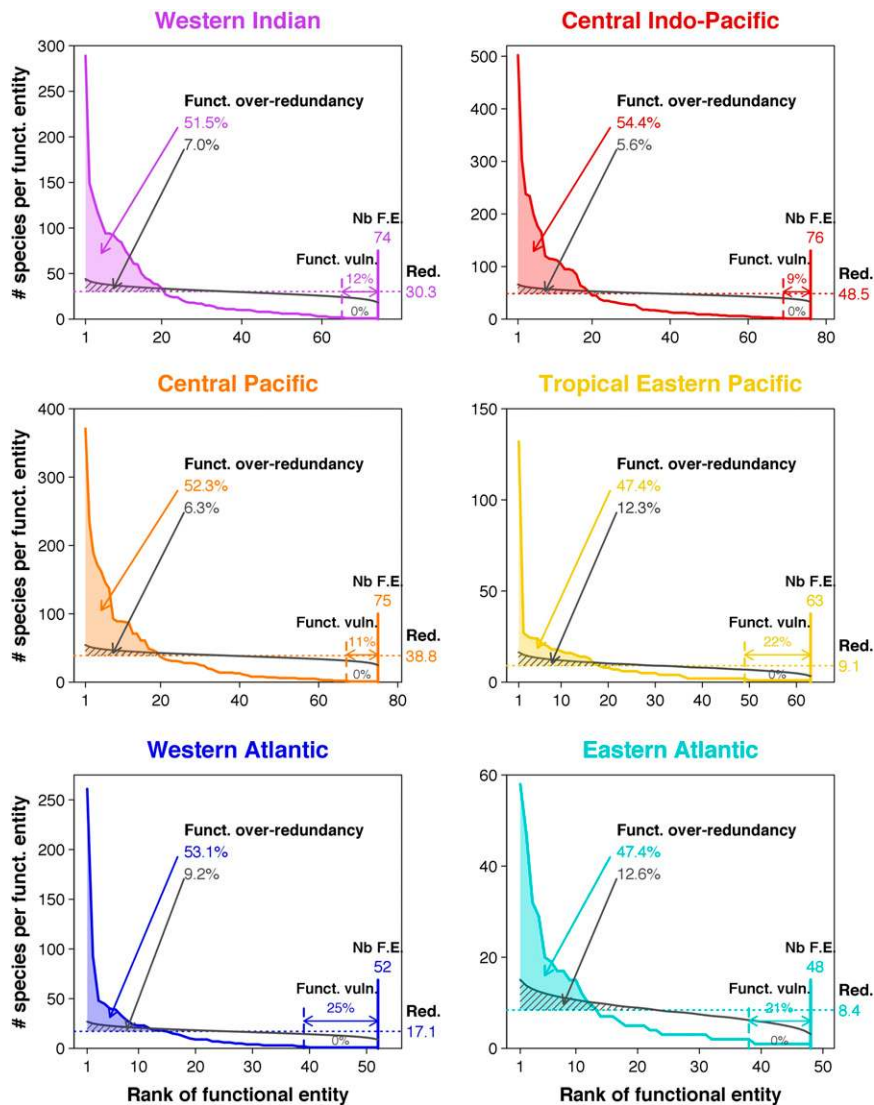 Western Indian
# species per funct. entity
300
250
200
150
100
50
0
Funct. over-redundancy
51.5%
7.0%
Nb F.E.
74
Funct. vuln.
12%
0%
Red.
30.3
1
20
40
60
Central Indo-Pacific
500
400
300
200
100
0
Funct. over-redundancy
54.4%
5.6%
Nb F.E.
76
Funct. vuln.
9%
0%
Red.
48.5
1
20
40
60
80
Central Pacific
# species per funct. entity
400
300
200
100
0
Funct. over-redundancy
52.3%
6.3%
Nb F.E.
75
Funct. vuln.
11%
0%
Red.
38.8
1
20
40
60
80
Tropical Eastern Pacific
150
100
50
0
Funct. over-redundancy
47.4%
12.3%
Nb F.E.
63
Funct. vuln.
22%
0%
Red.
9.1
1
10
20
30
40
50
60
Western Atlantic
# species per funct. entity
250
200
150
100
50
0
Funct. over-redundancy
53.1%
9.2%
Nb F.E.
52
Funct. vuln.
25%
0%
Red.
17.1
1
10
20
30
40
50
Rank of functional entity
Eastern Atlantic
60
40
20
0
Funct. over-redundancy
47.4%
12.6%
Nb F.E.
48
Funct. vuln.
21%
0%
Red.
8.4
1
10
20
30
40
50
Rank of functional entity